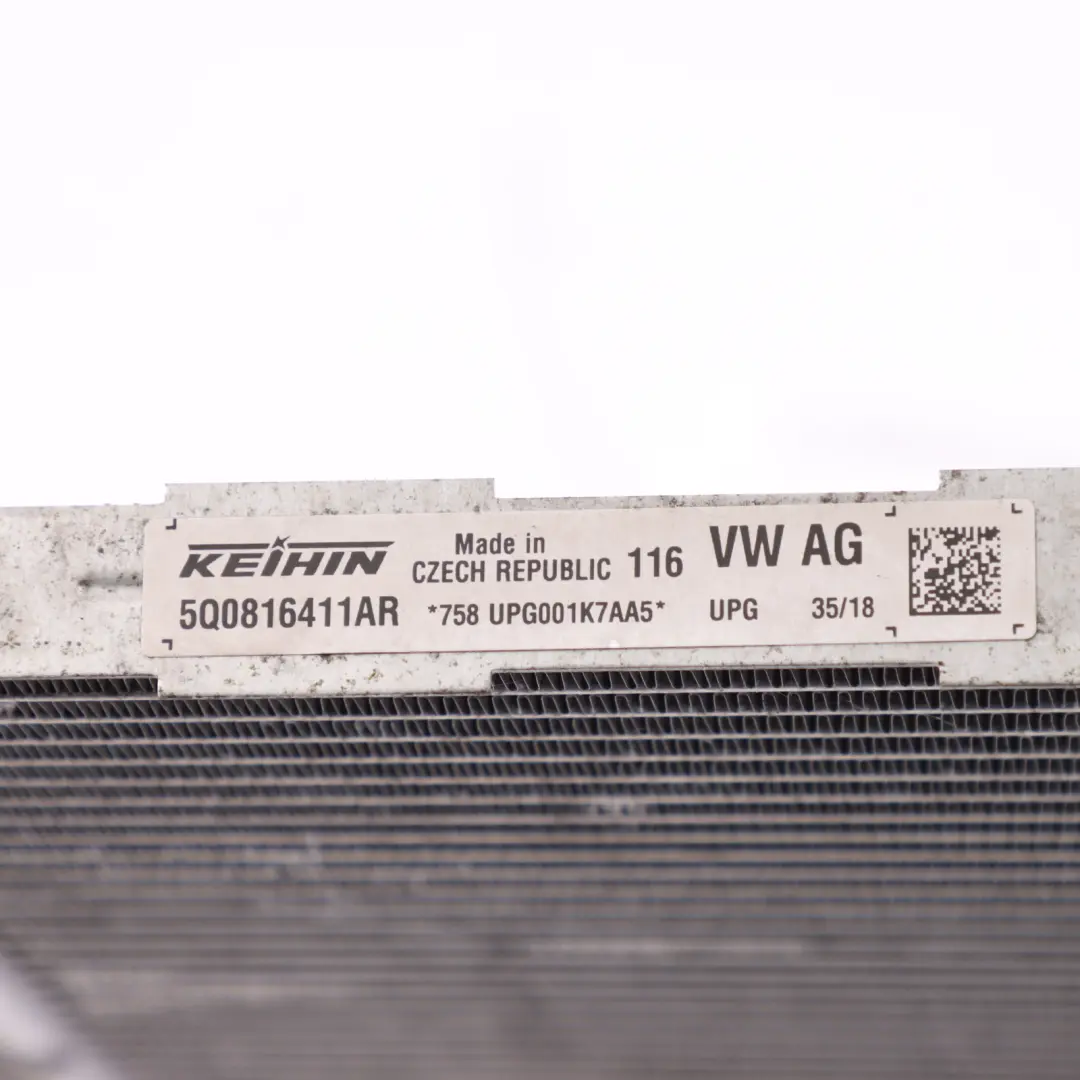 KEIHIN
Made in
CZECH REPUBLIC
116
VW AG
5Q0816411AR
*758 UPG001K7AA5*
UPG
35/18